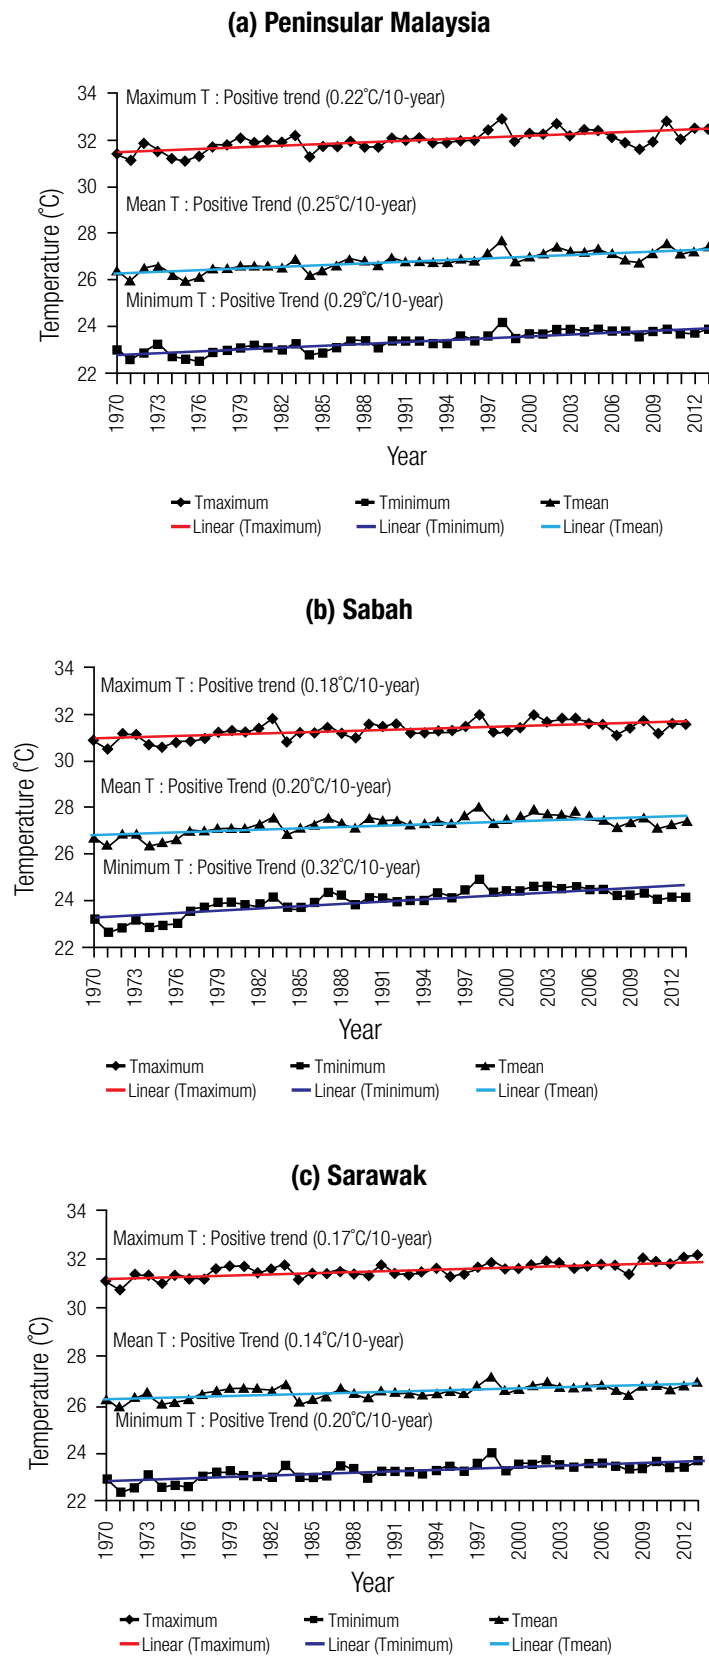 (a) Peninsular Malaysia
34
Maximum T : Positive trend (0.22˚C/10-year)
32
30
Mean T : Positive Trend (0.25˚C/10-year)
28
26
Minimum T : Positive Trend (0.29˚C/10-year)
24
22
Temperature (˚C)
1970 1973 1976 1979 1982 1985 1988 1991 1994 1997 2000 2003 2006 2009 2012
Year
Tmaximum Tminimum Tmean
Linear (Tmaximum) Linear (Tminimum) Linear (Tmean)
(b) Sabah
34
Maximum T : Positive trend (0.18˚C/10-year)
32
30
Mean T : Positive Trend (0.20˚C/10-year)
28
26
Minimum T : Positive Trend (0.32˚C/10-year)
24
22
Temperature (˚C)
1970 1973 1976 1979 1982 1985 1988 1991 1994 1997 2000 2003 2006 2009 2012
Year
Tmaximum Tminimum Tmean
Linear (Tmaximum) Linear (Tminimum) Linear (Tmean)
(c) Sarawak
34
Maximum T : Positive trend (0.17˚C/10-year)
32
30
Mean T : Positive Trend (0.14˚C/10-year)
28
26
Minimum T : Positive Trend (0.20˚C/10-year)
24
22
Temperature (˚C)
1970 1973 1976 1979 1982 1985 1988 1991 1994 1997 2000 2003 2006 2009 2012
Year
Tmaximum Tminimum Tmean
Linear (Tmaximum) Linear (Tminimum) Linear (Tmean)